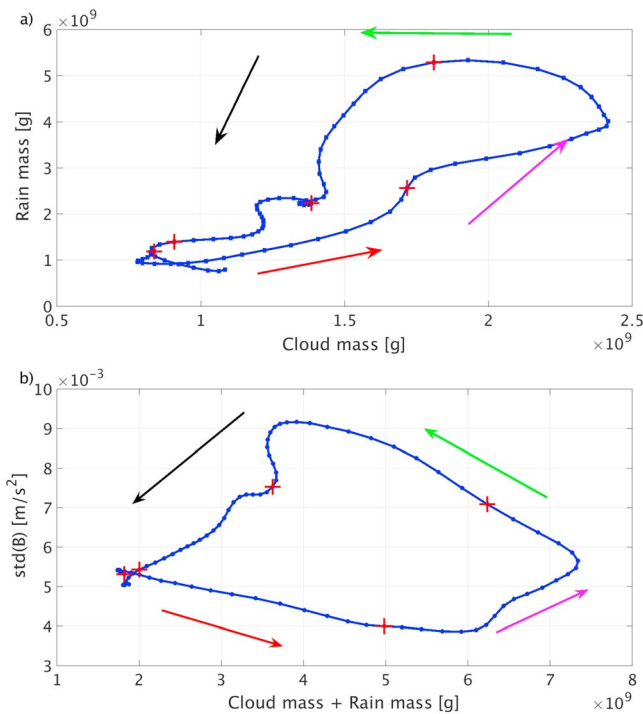 a)
×10⁹
6
5
4
3
2
1
0
Rain mass [g]
0.5 1 1.5 2 2.5
Cloud mass [g]
×10⁹
b)
×10⁻³
10
9
8
7
6
5
4
3
std(B) [m/s²]
1 2 3 4 5 6 7 8
Cloud mass + Rain mass [g]
×10⁹